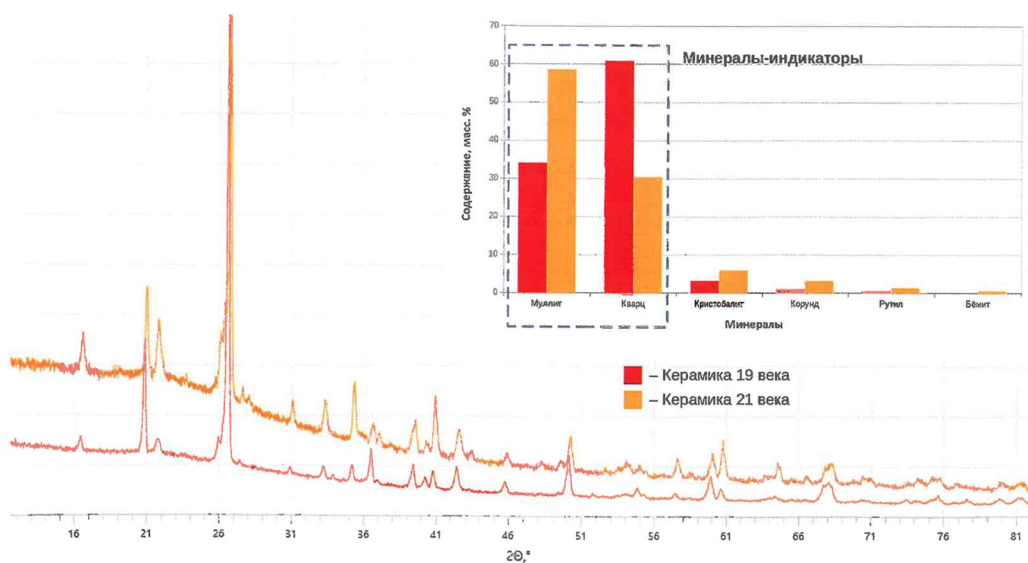 70
60
50
40
30
20
10
0
Содержание, масс. %
Минералы-индикаторы
Муллит Кварц Кристобалит Корунд Рутил Бёмит
Минералы
– Керамика 19 века
– Керамика 21 века
16 21 26 31 36 41 46 51 56 61 66 71 76 81
2Θ,°